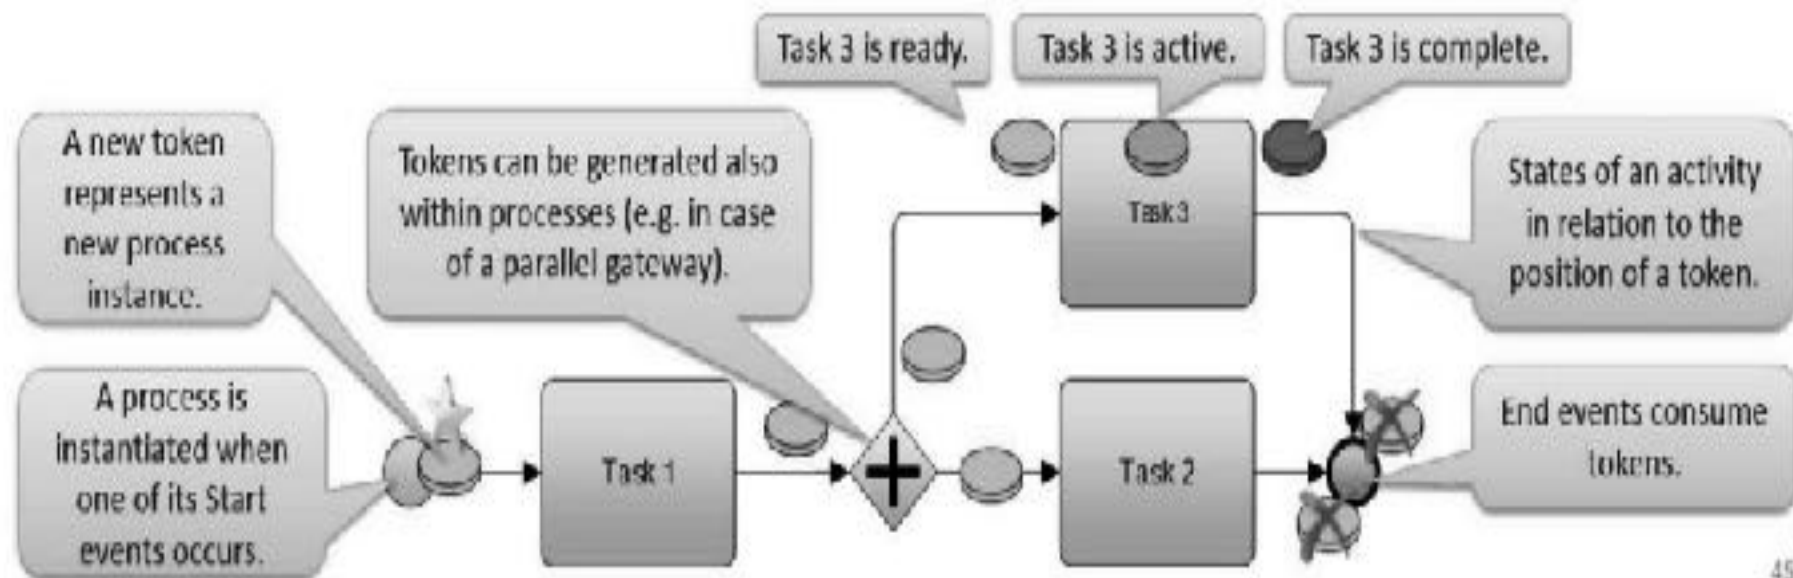 Task 3 is ready.
Task 3 is active.
Task 3 is complete.
A new token
represents a
new process
instance.
Tokens can be generated also
within processes (e.g. in case
of a parallel gateway).
Task 3
States of an activity
in relation to the
position of a token.
A process is
instantiated when
one of its Start
events occurs.
Task 1
Task 2
End events consume
tokens.
49